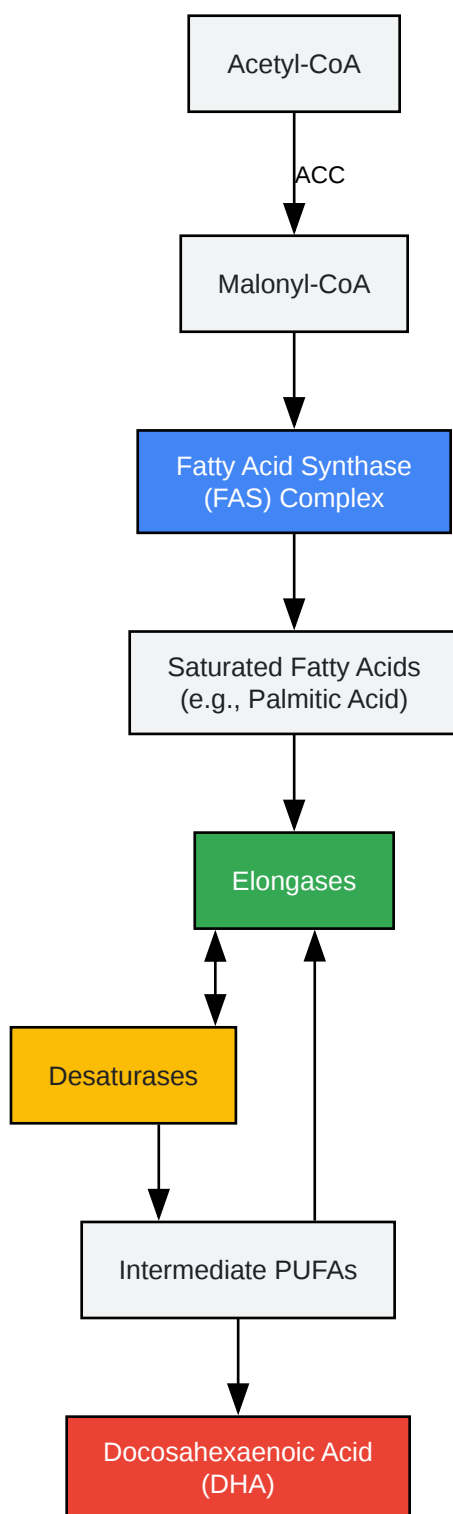 Acetyl-CoA
ACC
Malonyl-CoA
Fatty Acid Synthase
(FAS) Complex
Saturated Fatty Acids
(e.g., Palmitic Acid)
Elongases
Desaturases
Intermediate PUFAs
Docosahexaenoic Acid
(DHA)